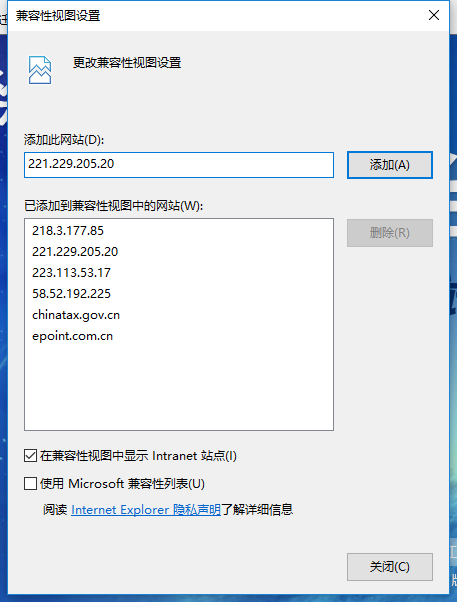 兼容性视图设置
更改兼容性视图设置
添加此网站(D):
221.229.205.20
添加(A)
已添加到兼容性视图中的网站(W):
218.3.177.85
221.229.205.20
223.113.53.17
58.52.192.225
chinatax.gov.cn
epoint.com.cn
删除(R)
在兼容性视图中显示 Intranet 站点(I)
使用 Microsoft 兼容性列表(U)
阅读 Internet Explorer 隐私声明了解详细信息
关闭(C)